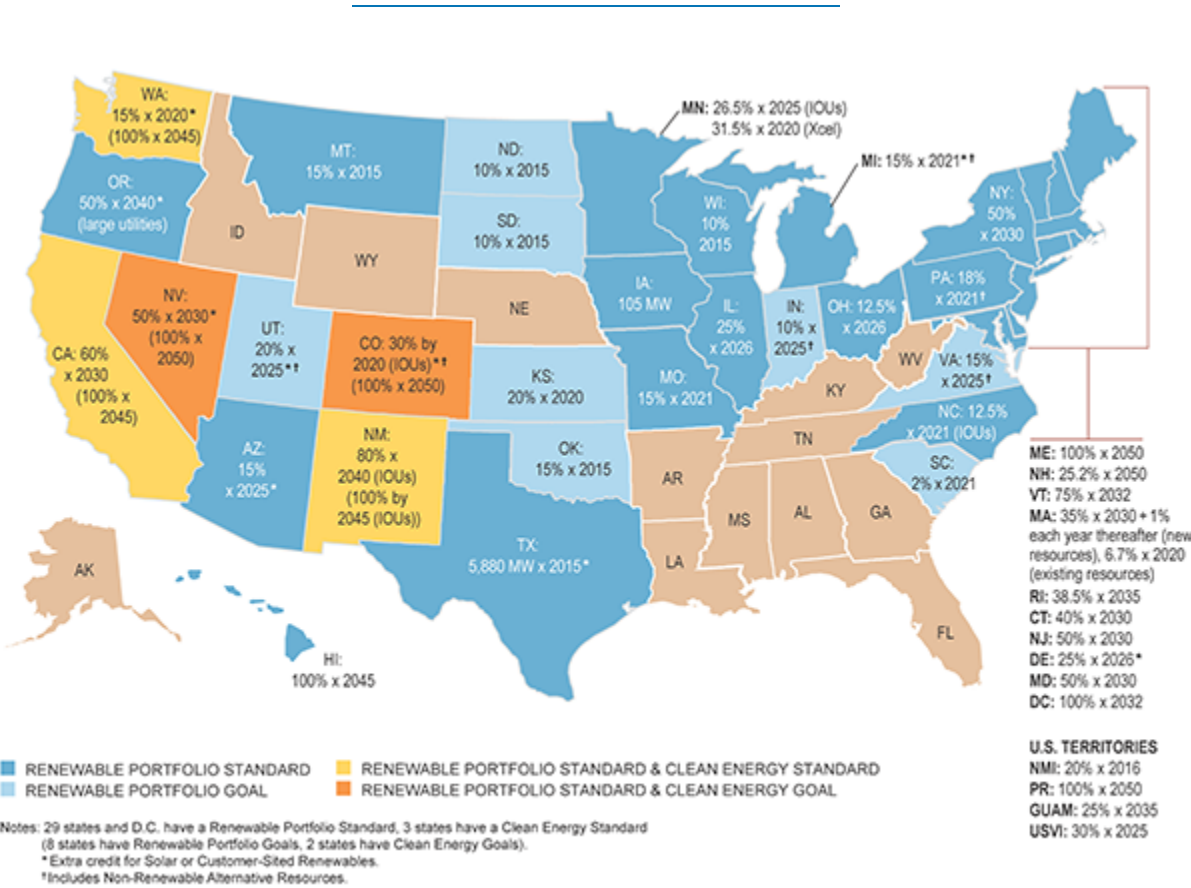 WA:
15% x 2020*
(100% x 2045)
MT:
15% x 2015
ND:
10% x 2015
MN: 26.5% x 2025 (IOUs)
31.5% x 2020 (Xcel)
MI: 15% x 2021*†
OR:
50% x 2040*
(large utilities)
ID
WY
SD:
10% x 2015
WI:
10%
2015
NY:
50%
x 2030
NV:
50% x 2030*
(100% x
2050)
UT:
20% x
2025*†
CO: 30% by
2020 (IOUs)*†
(100% x 2050)
NE
IA:
105 MW
IL:
25%
x 2026
IN:
10% x
2025†
OH: 12.5%
x 2026
PA: 18%
x 2021†
CA: 60%
x 2030
(100% x
2045)
KS:
20% x 2020
MO:
15% x 2021
KY
WV
VA: 15%
x 2025†
AZ:
15%
x 2025*
NM:
80% x
2040 (IOUs)
(100% by
2045 (IOUs))
OK:
15% x 2015
AR
TN
NC: 12.5%
x 2021 (IOUs)
SC:
2% x 2021
MS
AL
GA
TX:
5,880 MW x 2015*
LA
FL
AK
HI:
100% x 2045
ME: 100% x 2050
NH: 25.2% x 2050
VT: 75% x 2032
MA: 35% x 2030 + 1%
each year thereafter (new
resources), 6.7% x 2020
(existing resources)
RI: 38.5% x 2035
CT: 40% x 2030
NJ: 50% x 2030
DE: 25% x 2026*
MD: 50% x 2030
DC: 100% x 2032
U.S. TERRITORIES
NMI: 20% x 2016
PR: 100% x 2050
GUAM: 25% x 2035
USVI: 30% x 2025
RENEWABLE PORTFOLIO STANDARD
RENEWABLE PORTFOLIO GOAL
RENEWABLE PORTFOLIO STANDARD & CLEAN ENERGY STANDARD
RENEWABLE PORTFOLIO STANDARD & CLEAN ENERGY GOAL
Notes: 29 states and D.C. have a Renewable Portfolio Standard, 3 states have a Clean Energy Standard
(8 states have Renewable Portfolio Goals, 2 states have Clean Energy Goals).
* Extra credit for Solar or Customer-Sited Renewables.
† Includes Non-Renewable Alternative Resources.